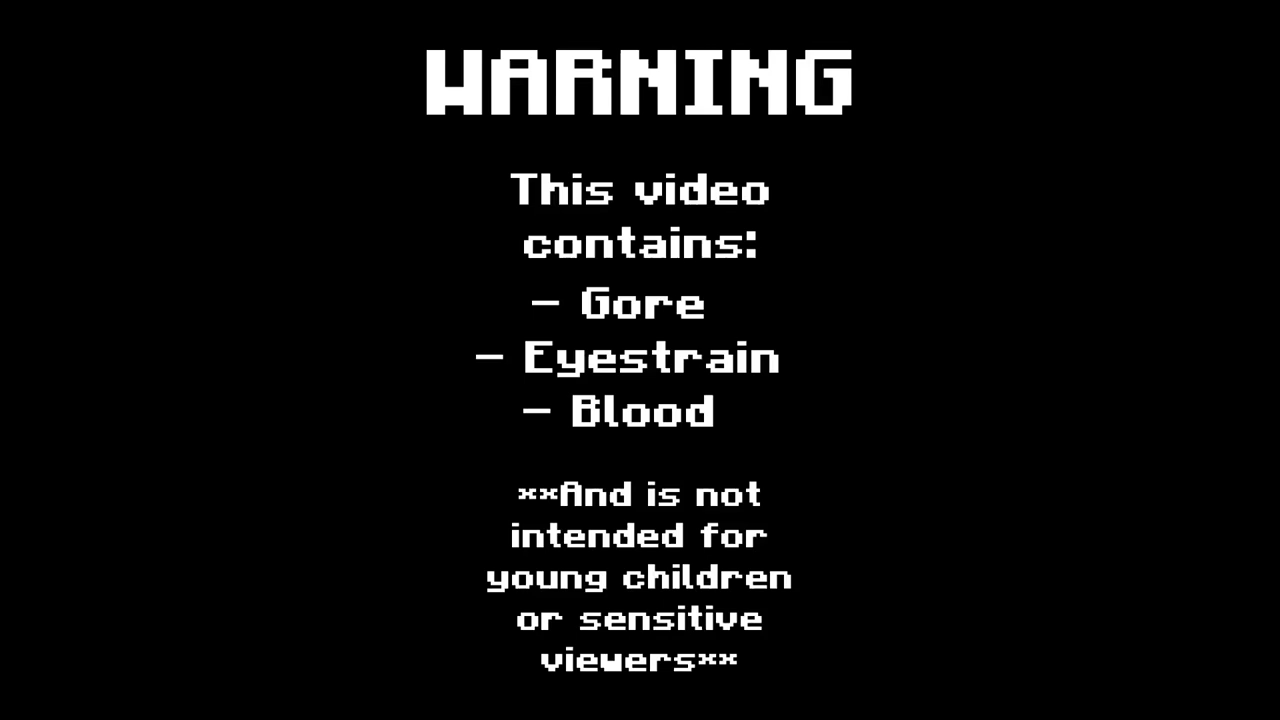 WARNING
This video
contains:
- Gore
- Eyestrain
- Blood
**And is not
intended for
young children
or sensitive
viewers**